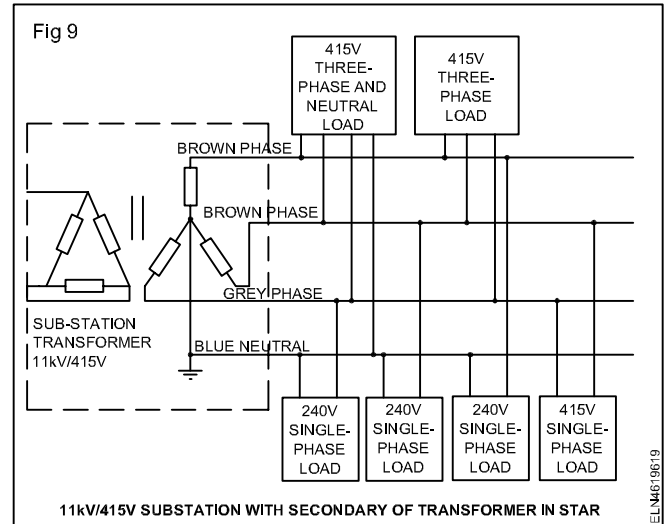 Fig 9
415V
THREE-
PHASE AND
NEUTRAL
LOAD
415V
THREE-
PHASE
LOAD
BROWN PHASE
BROWN PHASE
GREY PHASE
SUB-STATION
TRANSFORMER
11kV/415V
BLUE NEUTRAL
240V
SINGLE-
PHASE
LOAD
240V
SINGLE-
PHASE
LOAD
240V
SINGLE-
PHASE
LOAD
415V
SINGLE-
PHASE
LOAD
11kV/415V SUBSTATION WITH SECONDARY OF TRANSFORMER IN STAR
ELN4619619